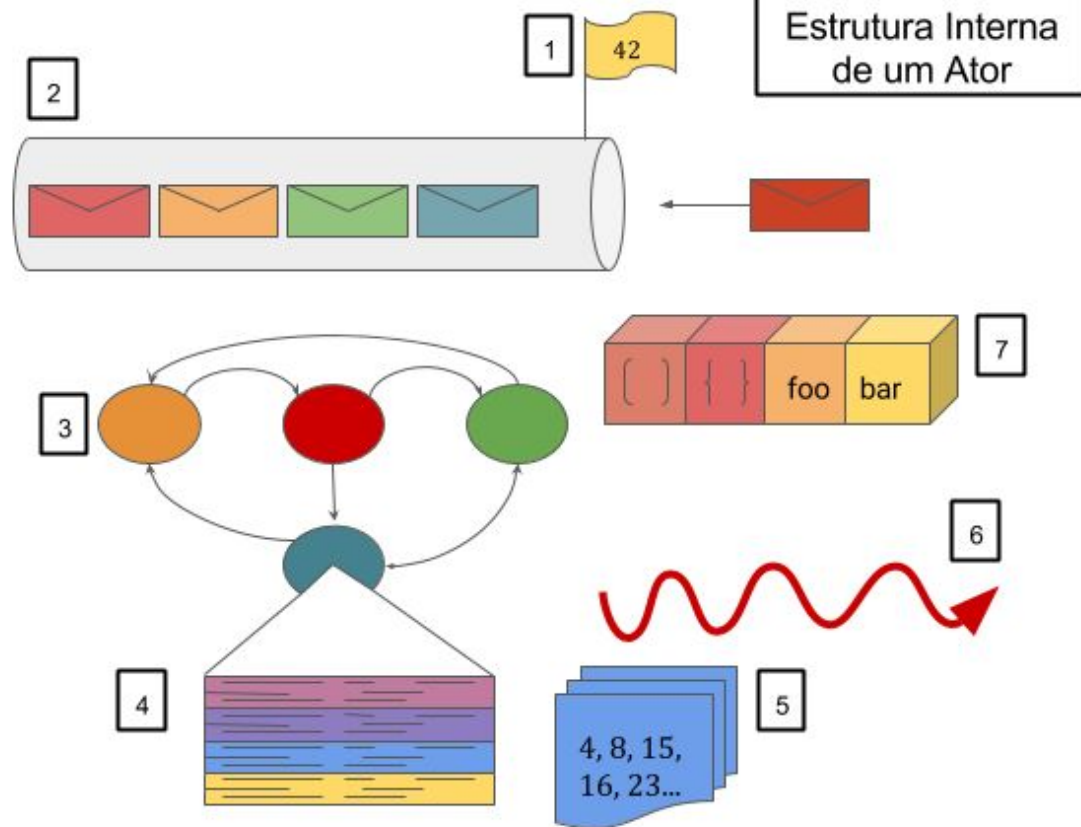 Estrutura Interna
de um Ator
1
42
2
7
( ) { } foo bar
3
6
4
5
4, 8, 15,
16, 23...